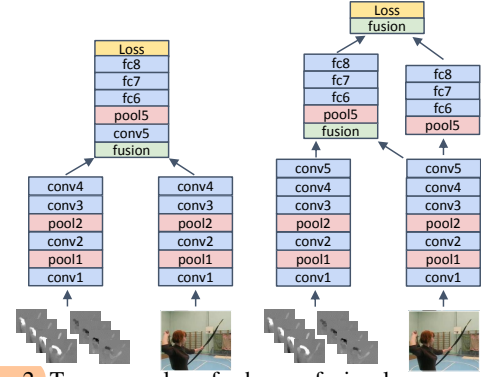 Loss
fc8
fc7
fc6
pool5
conv5
fusion
conv4
conv3
pool2
conv2
pool1
conv1
conv4
conv3
pool2
conv2
pool1
conv1
Loss
fusion
fc8
fc7
fc6
pool5
fusion
fc8
fc7
fc6
pool5
conv5
conv4
conv3
pool2
conv2
pool1
conv1
conv5
conv4
conv3
pool2
conv2
pool1
conv1